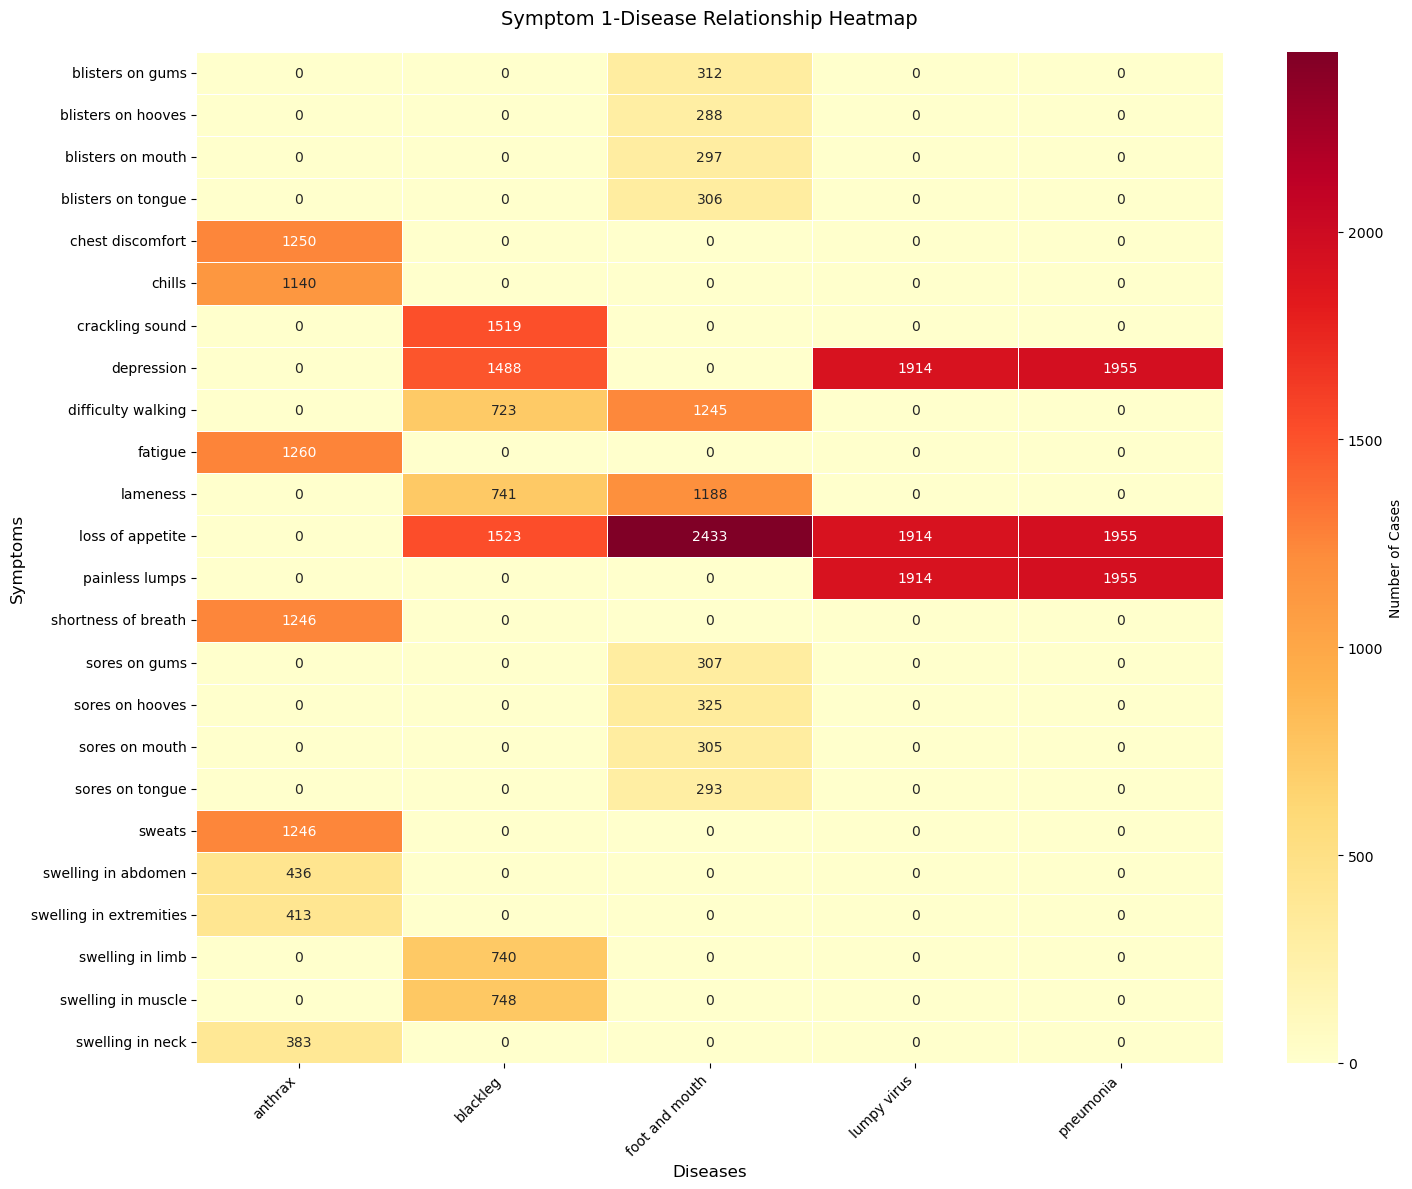 Symptom 1-Disease Relationship Heatmap
blisters on gums 0 0 312 0 0
blisters on hooves 0 0 288 0 0
blisters on mouth 0 0 297 0 0
blisters on tongue 0 0 306 0 0
chest discomfort 1250 0 0 0 0
chills 1140 0 0 0 0
crackling sound 0 1519 0 0 0
depression 0 1488 0 1914 1955
difficulty walking 0 723 1245 0 0
fatigue 1260 0 0 0 0
lameness 0 741 1188 0 0
loss of appetite 0 1523 2433 1914 1955
painless lumps 0 0 0 1914 1955
shortness of breath 1246 0 0 0 0
sores on gums 0 0 307 0 0
sores on hooves 0 0 325 0 0
sores on mouth 0 0 305 0 0
sores on tongue 0 0 293 0 0
sweats 1246 0 0 0 0
swelling in abdomen 436 0 0 0 0
swelling in extremities 413 0 0 0 0
swelling in limb 0 740 0 0 0
swelling in muscle 0 748 0 0 0
swelling in neck 383 0 0 0 0
anthrax blackleg foot and mouth lumpy virus pneumonia
Diseases
Symptoms
2000
1500
1000
500
0
Number of Cases